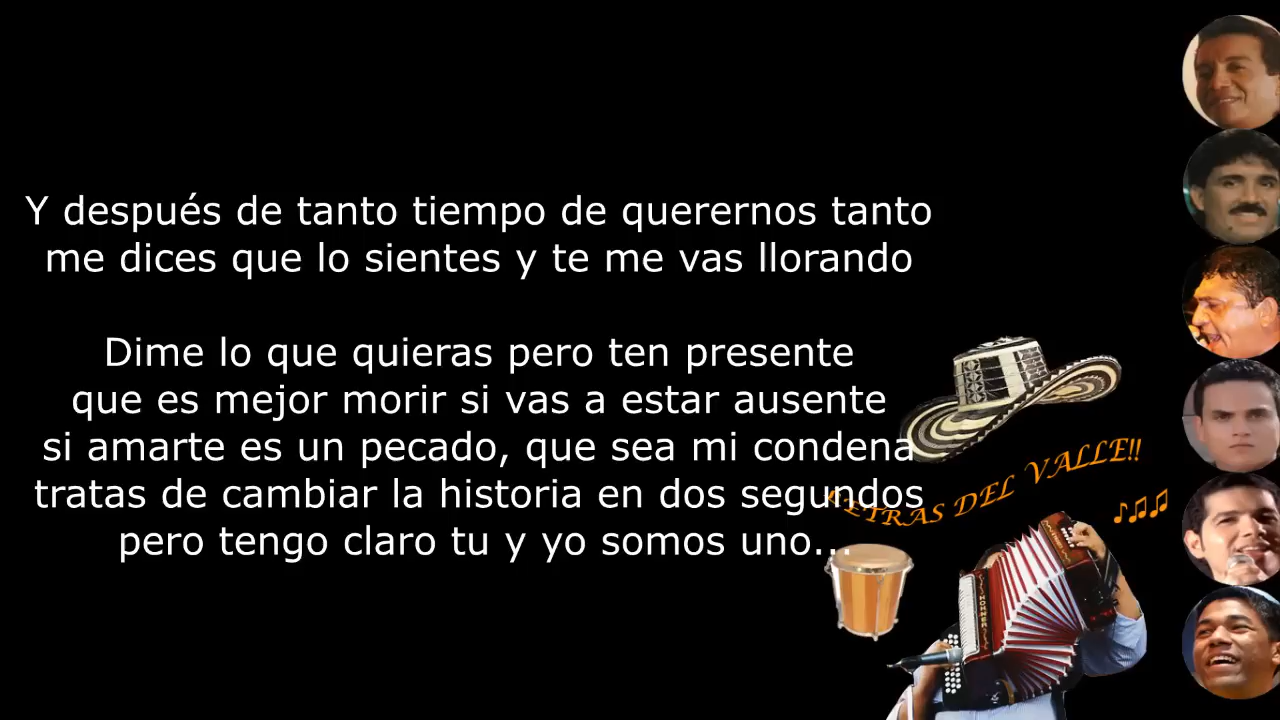 Y después de tanto tiempo de querernos tanto
me dices que lo sientes y te me vas llorando
Dime lo que quieras pero ten presente
que es mejor morir si vas a estar ausente
si amarte es un pecado, que sea mi condena
tratas de cambiar la historia en dos segundos
pero tengo claro tu y yo somos uno...
LETRAS DEL VALLE!!
HOHNER